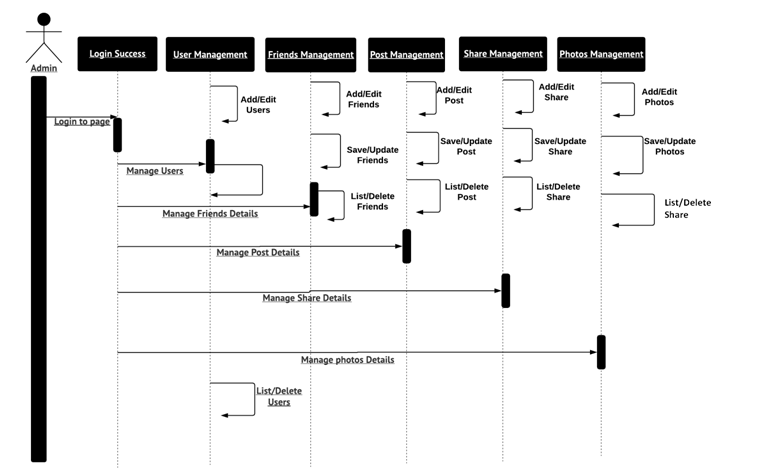 Admin
Login Success
User Management
Friends Management
Post Management
Share Management
Photos Management
Add/Edit
Users
Add/Edit
Friends
Add/Edit
Post
Add/Edit
Share
Add/Edit
Photos
Login to page
Save/Update
Friends
Save/Update
Post
Save/Update
Share
Save/Update
Photos
Manage Users
List/Delete
Friends
List/Delete
Post
List/Delete
Share
List/Delete
Share
Manage Friends Details
Manage Post Details
Manage Share Details
Manage photos Details
List/Delete
Users